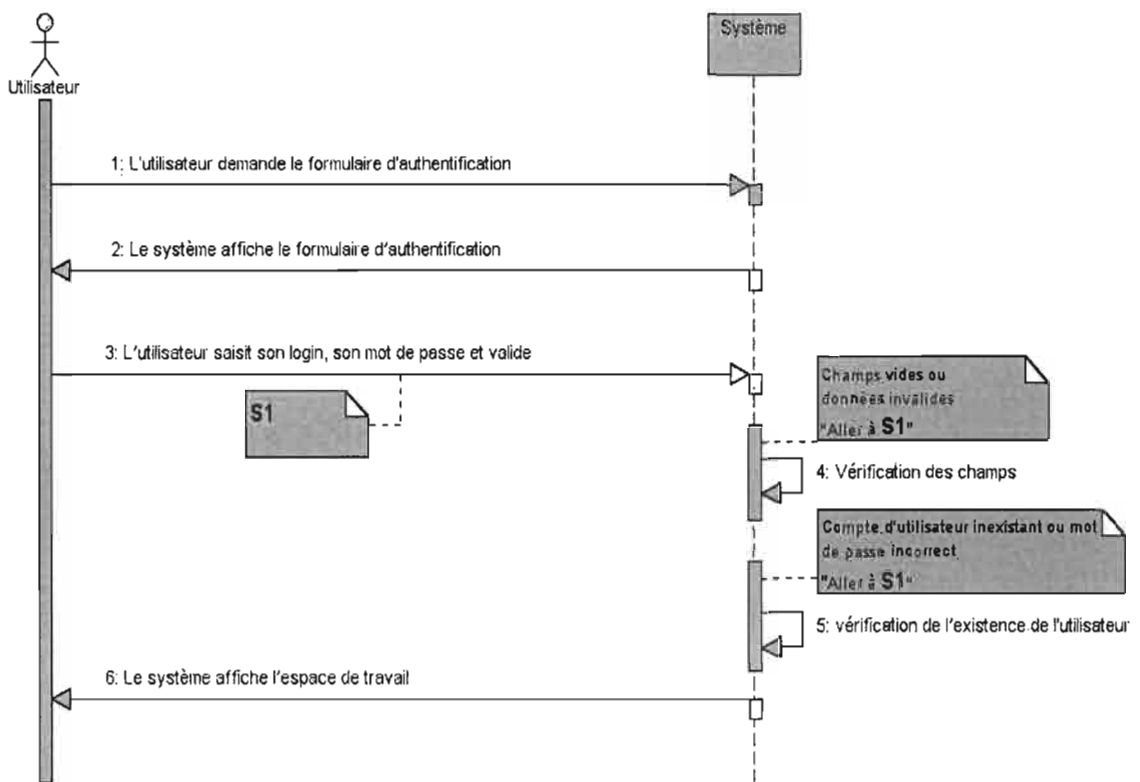 Système
Utilisateur
1: L'utilisateur demande le formulaire d'authentification
2: Le système affiche le formulaire d'authentification
3: L'utilisateur saisit son login, son mot de passe et valide
S1
Champs vides ou
données invalides
"Aller à S1"
4: Vérification des champs
Compte d'utilisateur inexistant ou mot
de passe incorrect
"Aller à S1"
5: vérification de l'existence de l'utilisateur
6: Le système affiche l'espace de travail